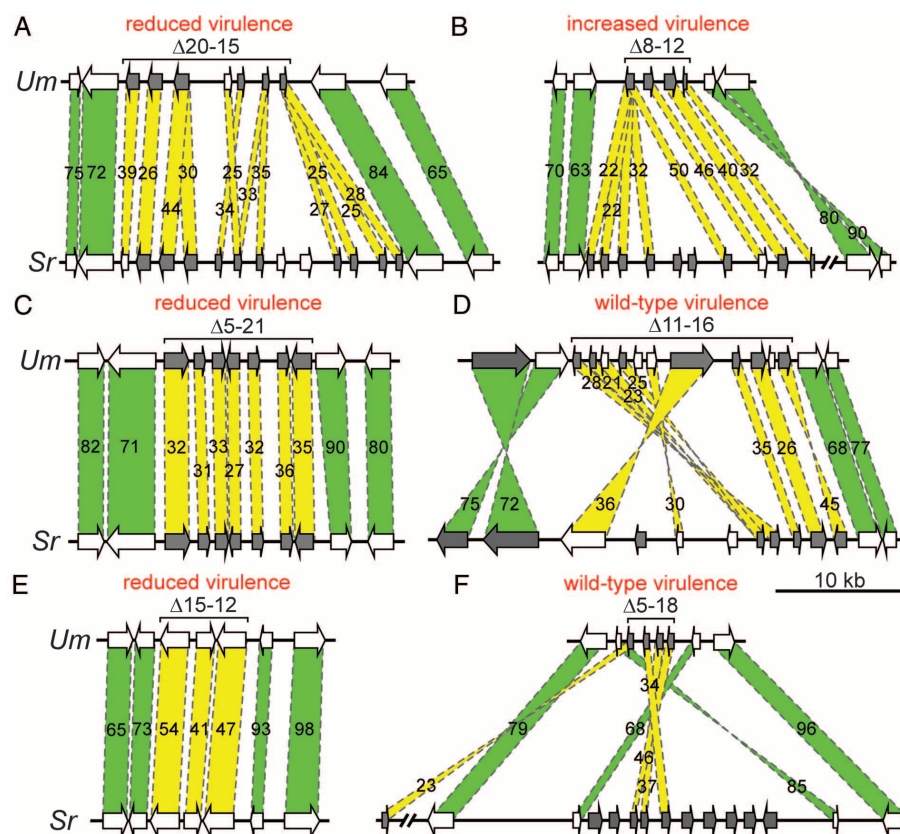 A reduced virulence
Δ20-15
Um
75 72 39 26 44 30 25 34 33 35 25 27 28 25 84 65
Sr
B increased virulence
Δ8-12
70 63 22 22 32 50 46 40 32 80 90
C reduced virulence
Δ5-21
Um
82 71 32 31 33 27 32 36 35 90 80
Sr
D wild-type virulence
Δ11-16
28 21 25 23
75 72 36 30 35 26 45 68 77
E reduced virulence
Δ15-12
Um
65 73 54 41 47 93 98
Sr
10 kb
F wild-type virulence
Δ5-18
34
79 68 96
46
23 37 85